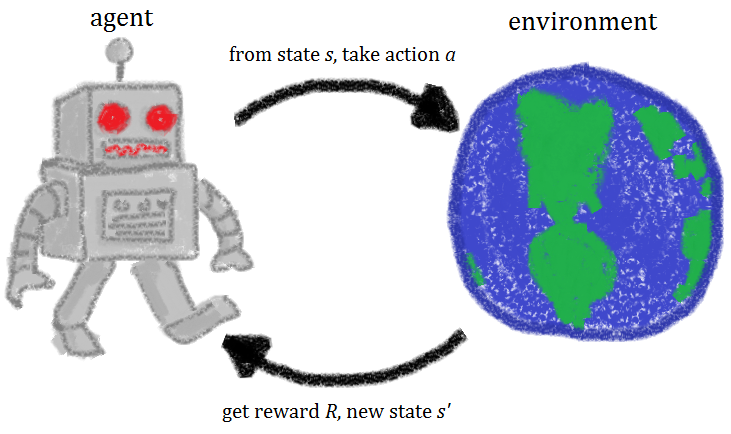 agent
environment
from state s, take action a
get reward R, new state s′